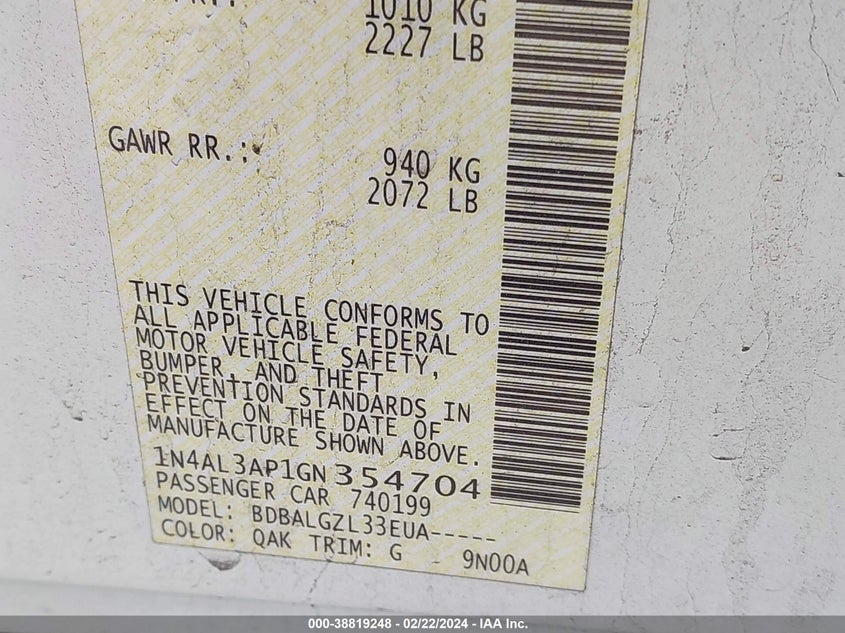 1010 KG
2227 LB
GAWR RR.: 940 KG
2072 LB
THIS VEHICLE CONFORMS TO
ALL APPLICABLE FEDERAL
MOTOR VEHICLE SAFETY,
BUMPER, AND THEFT
PREVENTION STANDARDS IN
EFFECT ON THE DATE OF
MANUFACTURE SHOWN ABOVE.
1N4AL3AP1GN354704
PASSENGER CAR 740199
MODEL: BDBALGZL33EUA-----
COLOR: QAK TRIM: G 9N00A
000-38819248 - 02/22/2024 - IAA Inc.